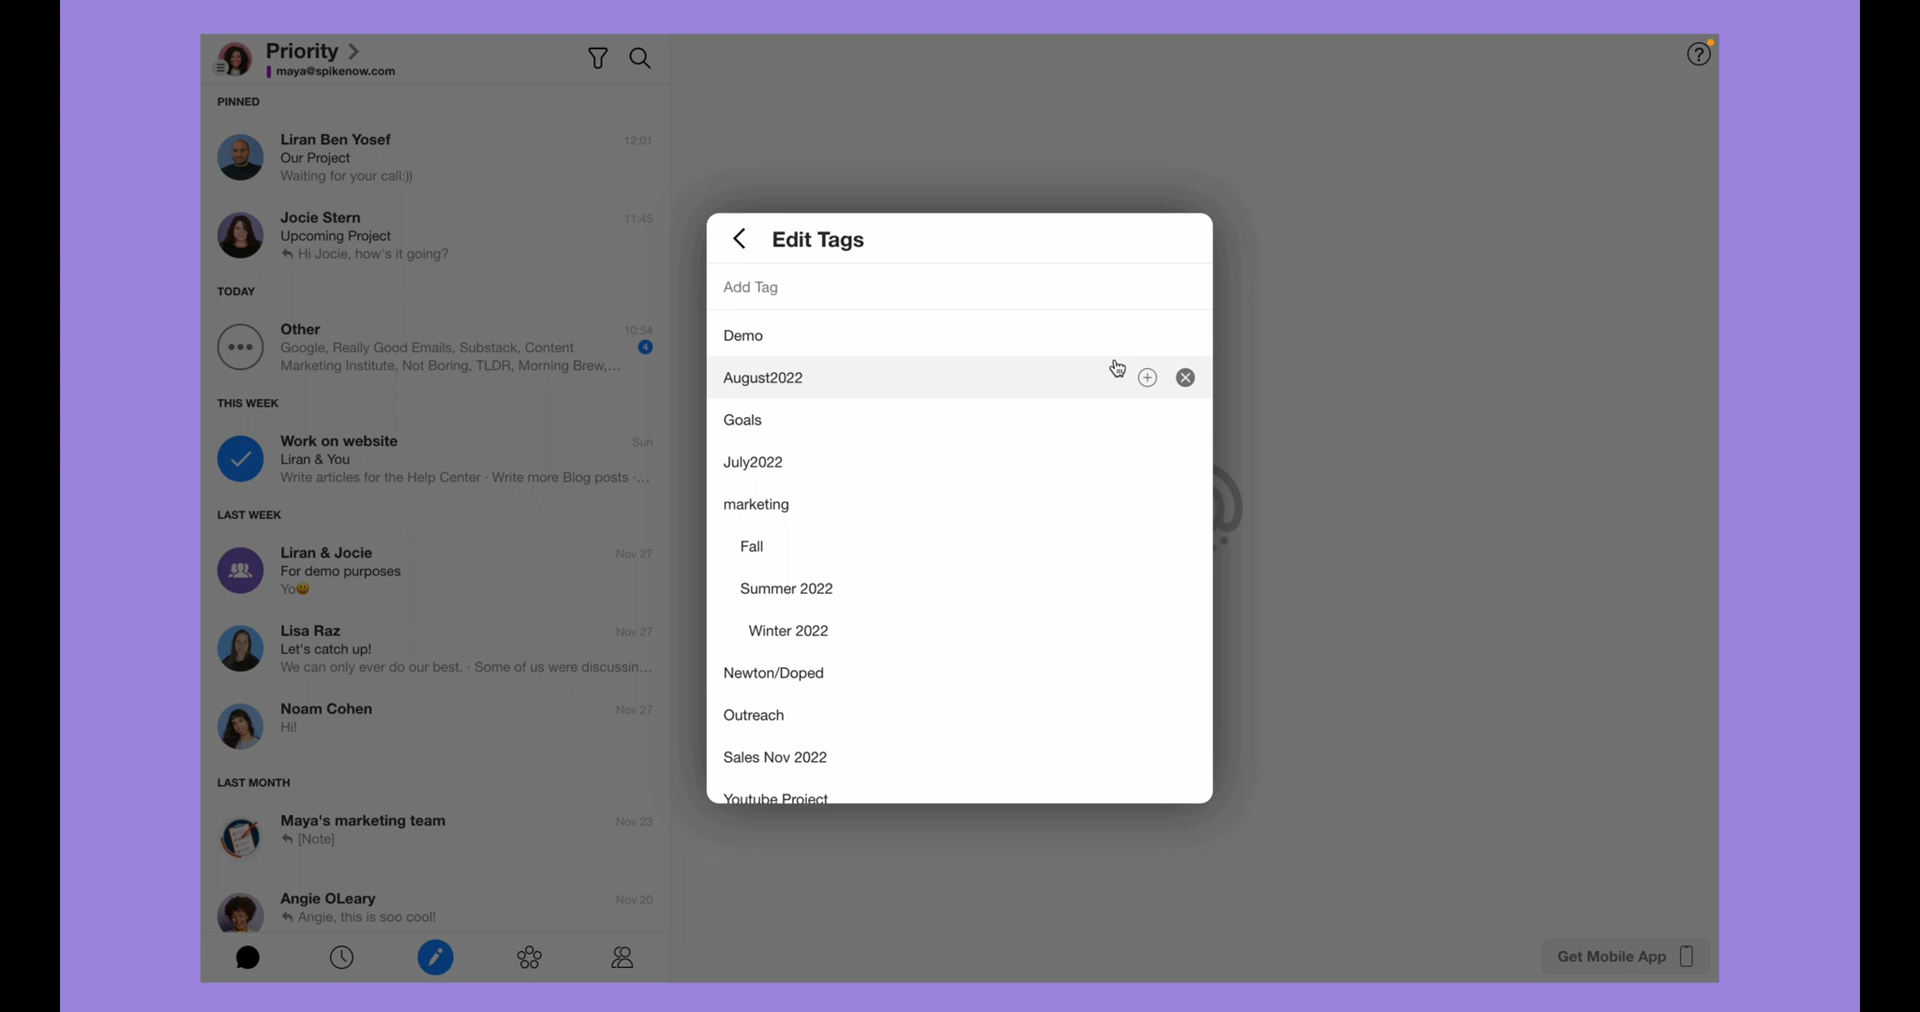 Priority
maya@spikenow.com
PINNED
Liran Ben Yosef
12:01
Our Project
Waiting for your call:))
Jocie Stern
11:45
Upcoming Project
Hi Jocie, how's it going?
TODAY
Other
10:54
Google, Really Good Emails, Substack, Content
4
Marketing Institute, Not Boring, TLDR, Morning Brew,...
THIS WEEK
Work on website
Sun
Liran & You
Write articles for the Help Center · Write more Blog posts ·...
LAST WEEK
Liran & Jocie
Nov 27
For demo purposes
Yo😃
Lisa Raz
Nov 27
Let's catch up!
We can only ever do our best. · Some of us were discussin...
Noam Cohen
Nov 27
Hi!
LAST MONTH
Maya's marketing team
Nov 23
[Note]
Angie OLeary
Nov 20
Angie, this is soo cool!
Edit Tags
Add Tag
Demo
August2022
Goals
July2022
marketing
Fall
Summer 2022
Winter 2022
Newton/Doped
Outreach
Sales Nov 2022
Youtube Project
?
Get Mobile App